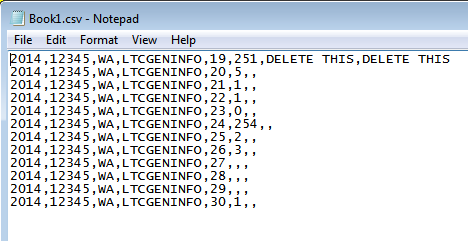 Book1.csv - Notepad
File Edit Format View Help
2014,12345,WA,LTCGENINFO,19,251,DELETE THIS,DELETE THIS
2014,12345,WA,LTCGENINFO,20,5,,
2014,12345,WA,LTCGENINFO,21,1,,
2014,12345,WA,LTCGENINFO,22,1,,
2014,12345,WA,LTCGENINFO,23,0,,
2014,12345,WA,LTCGENINFO,24,254,,
2014,12345,WA,LTCGENINFO,25,2,,
2014,12345,WA,LTCGENINFO,26,3,,
2014,12345,WA,LTCGENINFO,27,,,
2014,12345,WA,LTCGENINFO,28,,,
2014,12345,WA,LTCGENINFO,29,,,
2014,12345,WA,LTCGENINFO,30,1,,